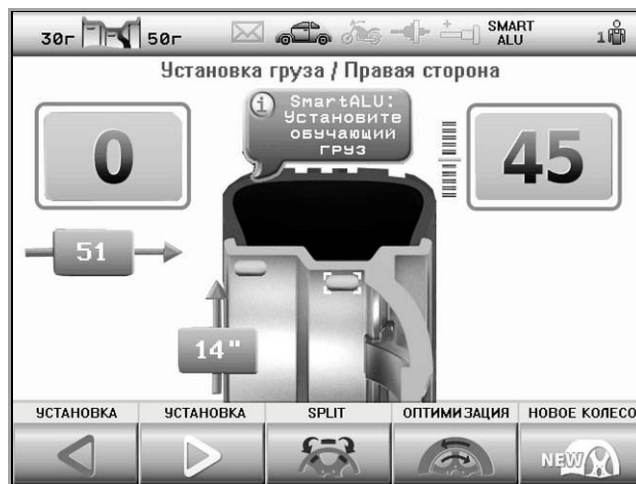 30г 50г SMART ALU 1
Установка груза / Правая сторона
i SmartALU:
Установите
обучающий
груз
0
45
51
14"
УСТАНОВКА УСТАНОВКА SPLIT ОПТИМИЗАЦИЯ НОВОЕ КОЛЕСО
NEW